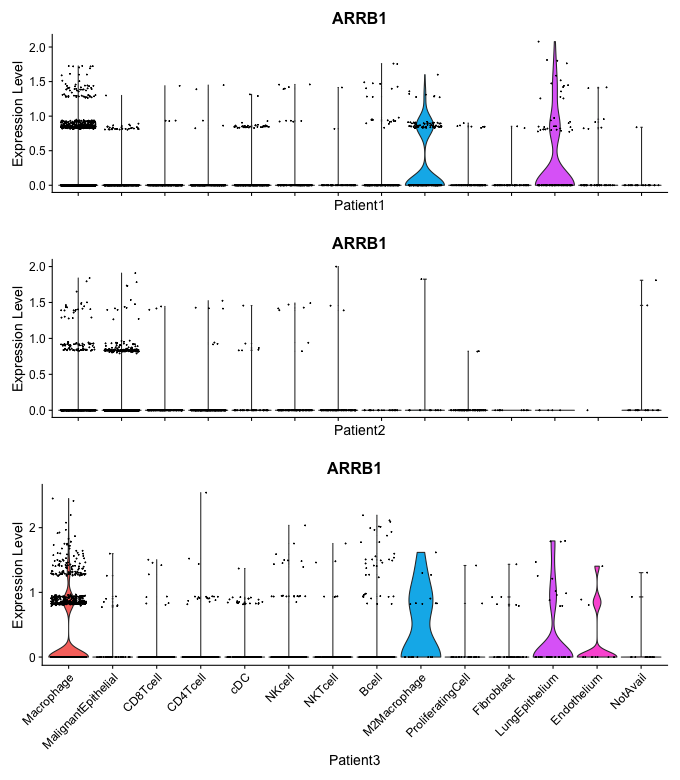 ARRB1
Expression Level
2.0
1.5
1.0
0.5
0.0
Patient1
ARRB1
Expression Level
2.0
1.5
1.0
0.5
0.0
Patient2
ARRB1
Expression Level
2
1
0
Macrophage
MalignantEpithelial
CD8Tcell
CD4Tcell
cDC
NKcell
NKTcell
Bcell
M2Macrophage
ProliferatingCell
Fibroblast
LungEpithelium
Endothelium
NotAvail
Patient3